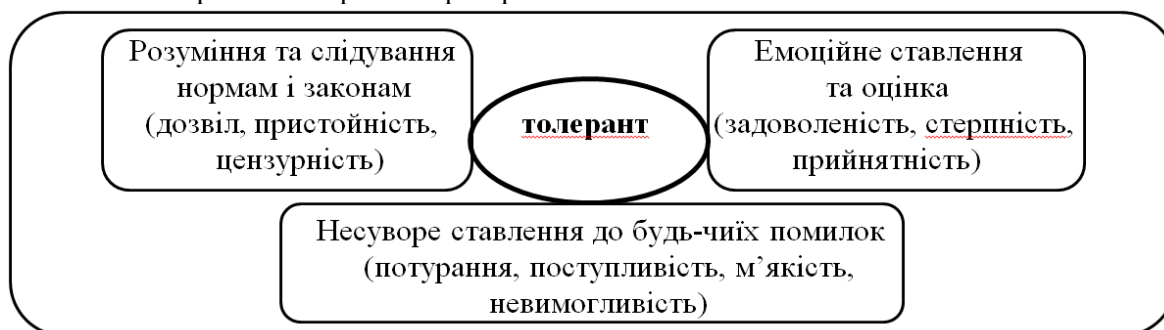 Розуміння та слідування
нормам і законам
(дозвіл, пристойність,
цензурність)
толерант
Емоційне ставлення
та оцінка
(задоволеність, стерпність,
прийнятність)
Несуворе ставлення до будь-чиїх помилок
(потурання, поступливість, м’якість,
невимогливість)